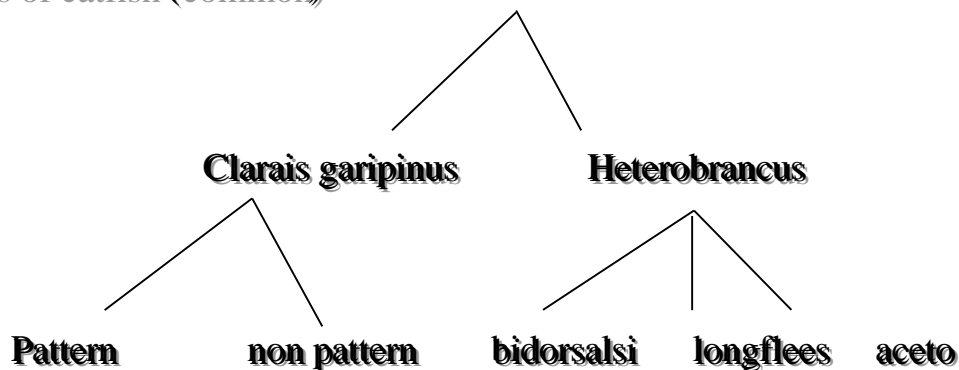 of catfish (common)
Clarais garipinus Heterobrancus
Pattern non pattern bidorsalsi longflees aceto